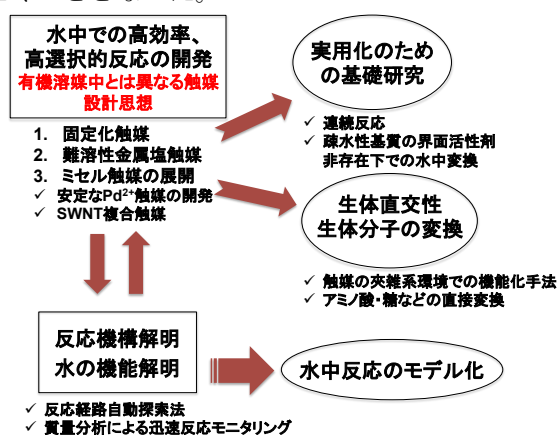 水中での高効率、
高選択的反応の開発
有機溶媒中とは異なる触媒
設計思想
1. 固定化触媒
2. 難溶性金属塩触媒
3. ミセル触媒の展開
✓ 安定なPd2+触媒の開発
✓ SWNT複合触媒
実用化のため
の基礎研究
✓ 連続反応
✓ 疎水性基質の界面活性剤
非存在下での水中変換
生体直交性
生体分子の変換
✓ 触媒の夾雑系環境での機能化手法
✓ アミノ酸・糖などの直接変換
反応機構解明
水の機能解明
✓ 反応経路自動探索法
✓ 質量分析による迅速反応モニタリング
水中反応のモデル化